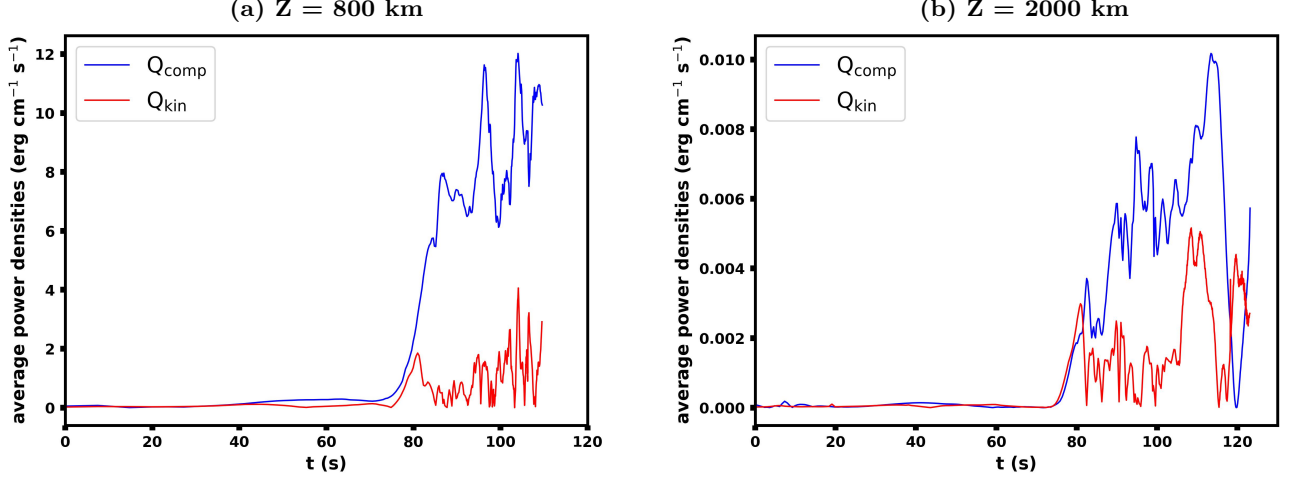 (a) Z = 800 km
average power densities (erg cm⁻¹ s⁻¹)
12
10
8
6
4
2
0
Q_comp
Q_kin
0 20 40 60 80 100 120
t (s)
(b) Z = 2000 km
average power densities (erg cm⁻¹ s⁻¹)
0.010
0.008
0.006
0.004
0.002
0.000
Q_comp
Q_kin
0 20 40 60 80 100 120
t (s)